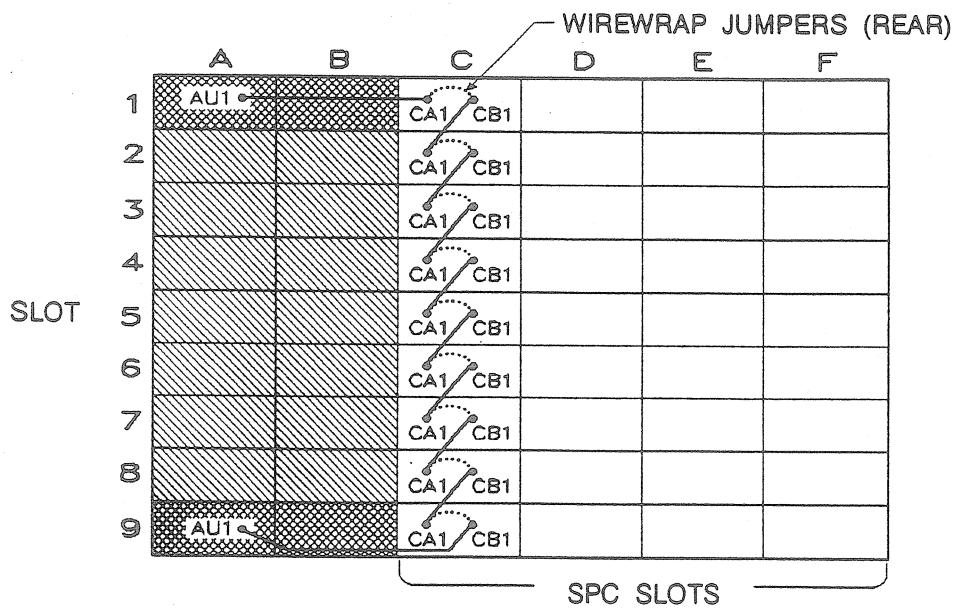 WIREWRAP JUMPERS (REAR)
A B C D E F
1 AU1 CA1 CB1
2 CA1 CB1
3 CA1 CB1
4 CA1 CB1
SLOT 5 CA1 CB1
6 CA1 CB1
7 CA1 CB1
8 CA1 CB1
9 AU1 CA1 CB1
SPC SLOTS